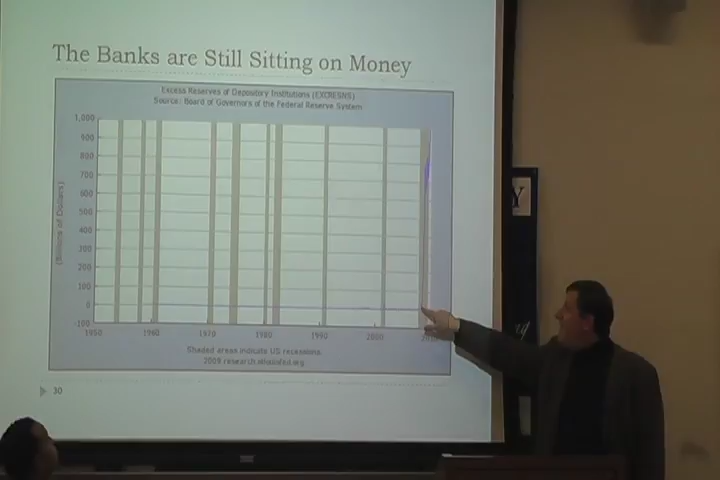 The Banks are Still Sitting on Money
Excess Reserves of Depository Institutions (EXCRESNS)
Source: Board of Governors of the Federal Reserve System
1,000
900
800
700
600
500
400
300
200
100
0
-100
(Billions of Dollars)
1950 1960 1970 1980 1990 2000
Shaded areas indicate US recessions.
2009 research.stlouisfed.org
30
Y